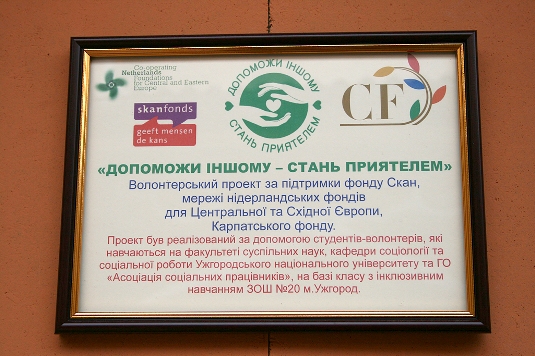 Co-operating
Netherlands
Foundations
for Central and Eastern
Europe
skanfonds
geeft mensen
de kans
ДОПОМОЖИ ІНШОМУ
СТАНЬ ПРИЯТЕЛЕМ
CF
«ДОПОМОЖИ ІНШОМУ – СТАНЬ ПРИЯТЕЛЕМ»
Волонтерський проект за підтримки фонду Скан,
мережі нідерландських фондів
для Центральної та Східної Європи,
Карпатського фонду.
Проект був реалізований за допомогою студентів-волонтерів, які
навчаються на факультеті суспільних наук, кафедри соціології та
соціальної роботи Ужгородського національного університету та ГО
«Асоціація соціальних працівників», на базі класу з інклюзивним
навчанням ЗОШ №20 м.Ужгород.